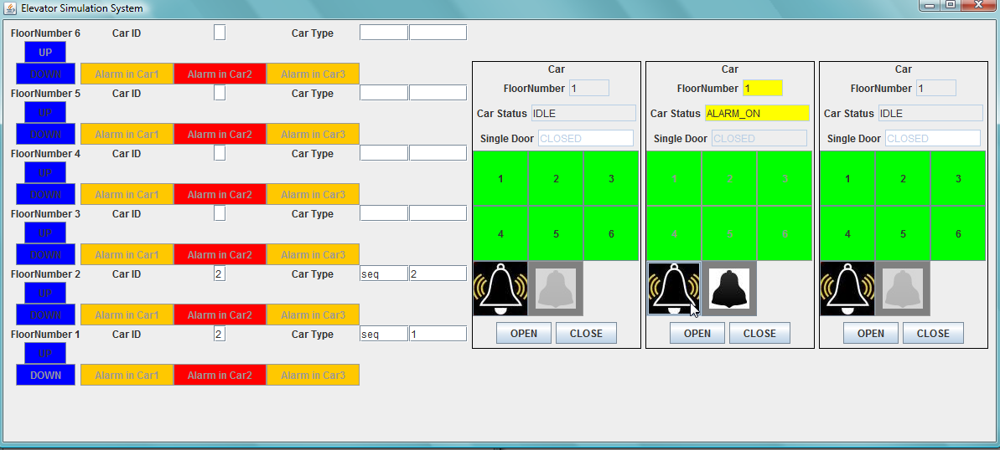 Elevator Simulation System
FloorNumber 6 Car ID Car Type
UP
DOWN Alarm in Car1 Alarm in Car2 Alarm in Car3
FloorNumber 5 Car ID Car Type
UP
DOWN Alarm in Car1 Alarm in Car2 Alarm in Car3
FloorNumber 4 Car ID Car Type
UP
DOWN Alarm in Car1 Alarm in Car2 Alarm in Car3
FloorNumber 3 Car ID Car Type
UP
DOWN Alarm in Car1 Alarm in Car2 Alarm in Car3
FloorNumber 2 Car ID 2 Car Type seq 2
UP
DOWN Alarm in Car1 Alarm in Car2 Alarm in Car3
FloorNumber 1 Car ID 2 Car Type seq 1
UP
DOWN Alarm in Car1 Alarm in Car2 Alarm in Car3
Car
FloorNumber 1
Car Status IDLE
Single Door CLOSED
1 2 3
4 5 6
OPEN CLOSE
Car
FloorNumber 1
Car Status ALARM_ON
Single Door CLOSED
1 2 3
4 5 6
OPEN CLOSE
Car
FloorNumber 1
Car Status IDLE
Single Door CLOSED
1 2 3
4 5 6
OPEN CLOSE